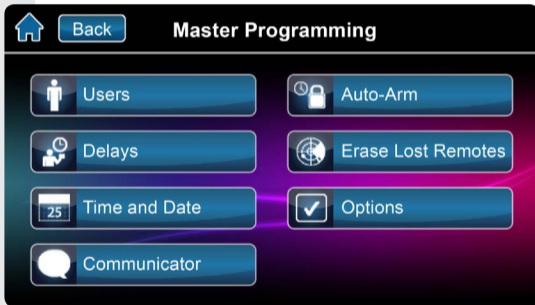 Back
Master Programming
Users
Auto-Arm
Delays
Erase Lost Remotes
25
Time and Date
Options
Communicator